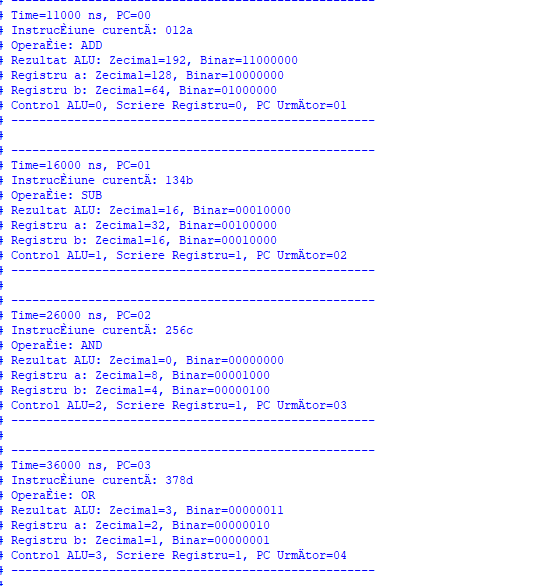 # -----------------------------------------------------
# Time=11000 ns, PC=00
# InstrucÈiune curentÄ: 012a
# OperaÈie: ADD
# Rezultat ALU: Zecimal=192, Binar=11000000
# Registru a: Zecimal=128, Binar=10000000
# Registru b: Zecimal=64, Binar=01000000
# Control ALU=0, Scriere Registru=0, PC UrmÄtor=01
# -----------------------------------------------------
#
# -----------------------------------------------------
# Time=16000 ns, PC=01
# InstrucÈiune curentÄ: 134b
# OperaÈie: SUB
# Rezultat ALU: Zecimal=16, Binar=00010000
# Registru a: Zecimal=32, Binar=00100000
# Registru b: Zecimal=16, Binar=00010000
# Control ALU=1, Scriere Registru=1, PC UrmÄtor=02
# -----------------------------------------------------
#
# -----------------------------------------------------
# Time=26000 ns, PC=02
# InstrucÈiune curentÄ: 256c
# OperaÈie: AND
# Rezultat ALU: Zecimal=0, Binar=00000000
# Registru a: Zecimal=8, Binar=00001000
# Registru b: Zecimal=4, Binar=00000100
# Control ALU=2, Scriere Registru=1, PC UrmÄtor=03
# -----------------------------------------------------
#
# -----------------------------------------------------
# Time=36000 ns, PC=03
# InstrucÈiune curentÄ: 378d
# OperaÈie: OR
# Rezultat ALU: Zecimal=3, Binar=00000011
# Registru a: Zecimal=2, Binar=00000010
# Registru b: Zecimal=1, Binar=00000001
# Control ALU=3, Scriere Registru=1, PC UrmÄtor=04
# -----------------------------------------------------
#